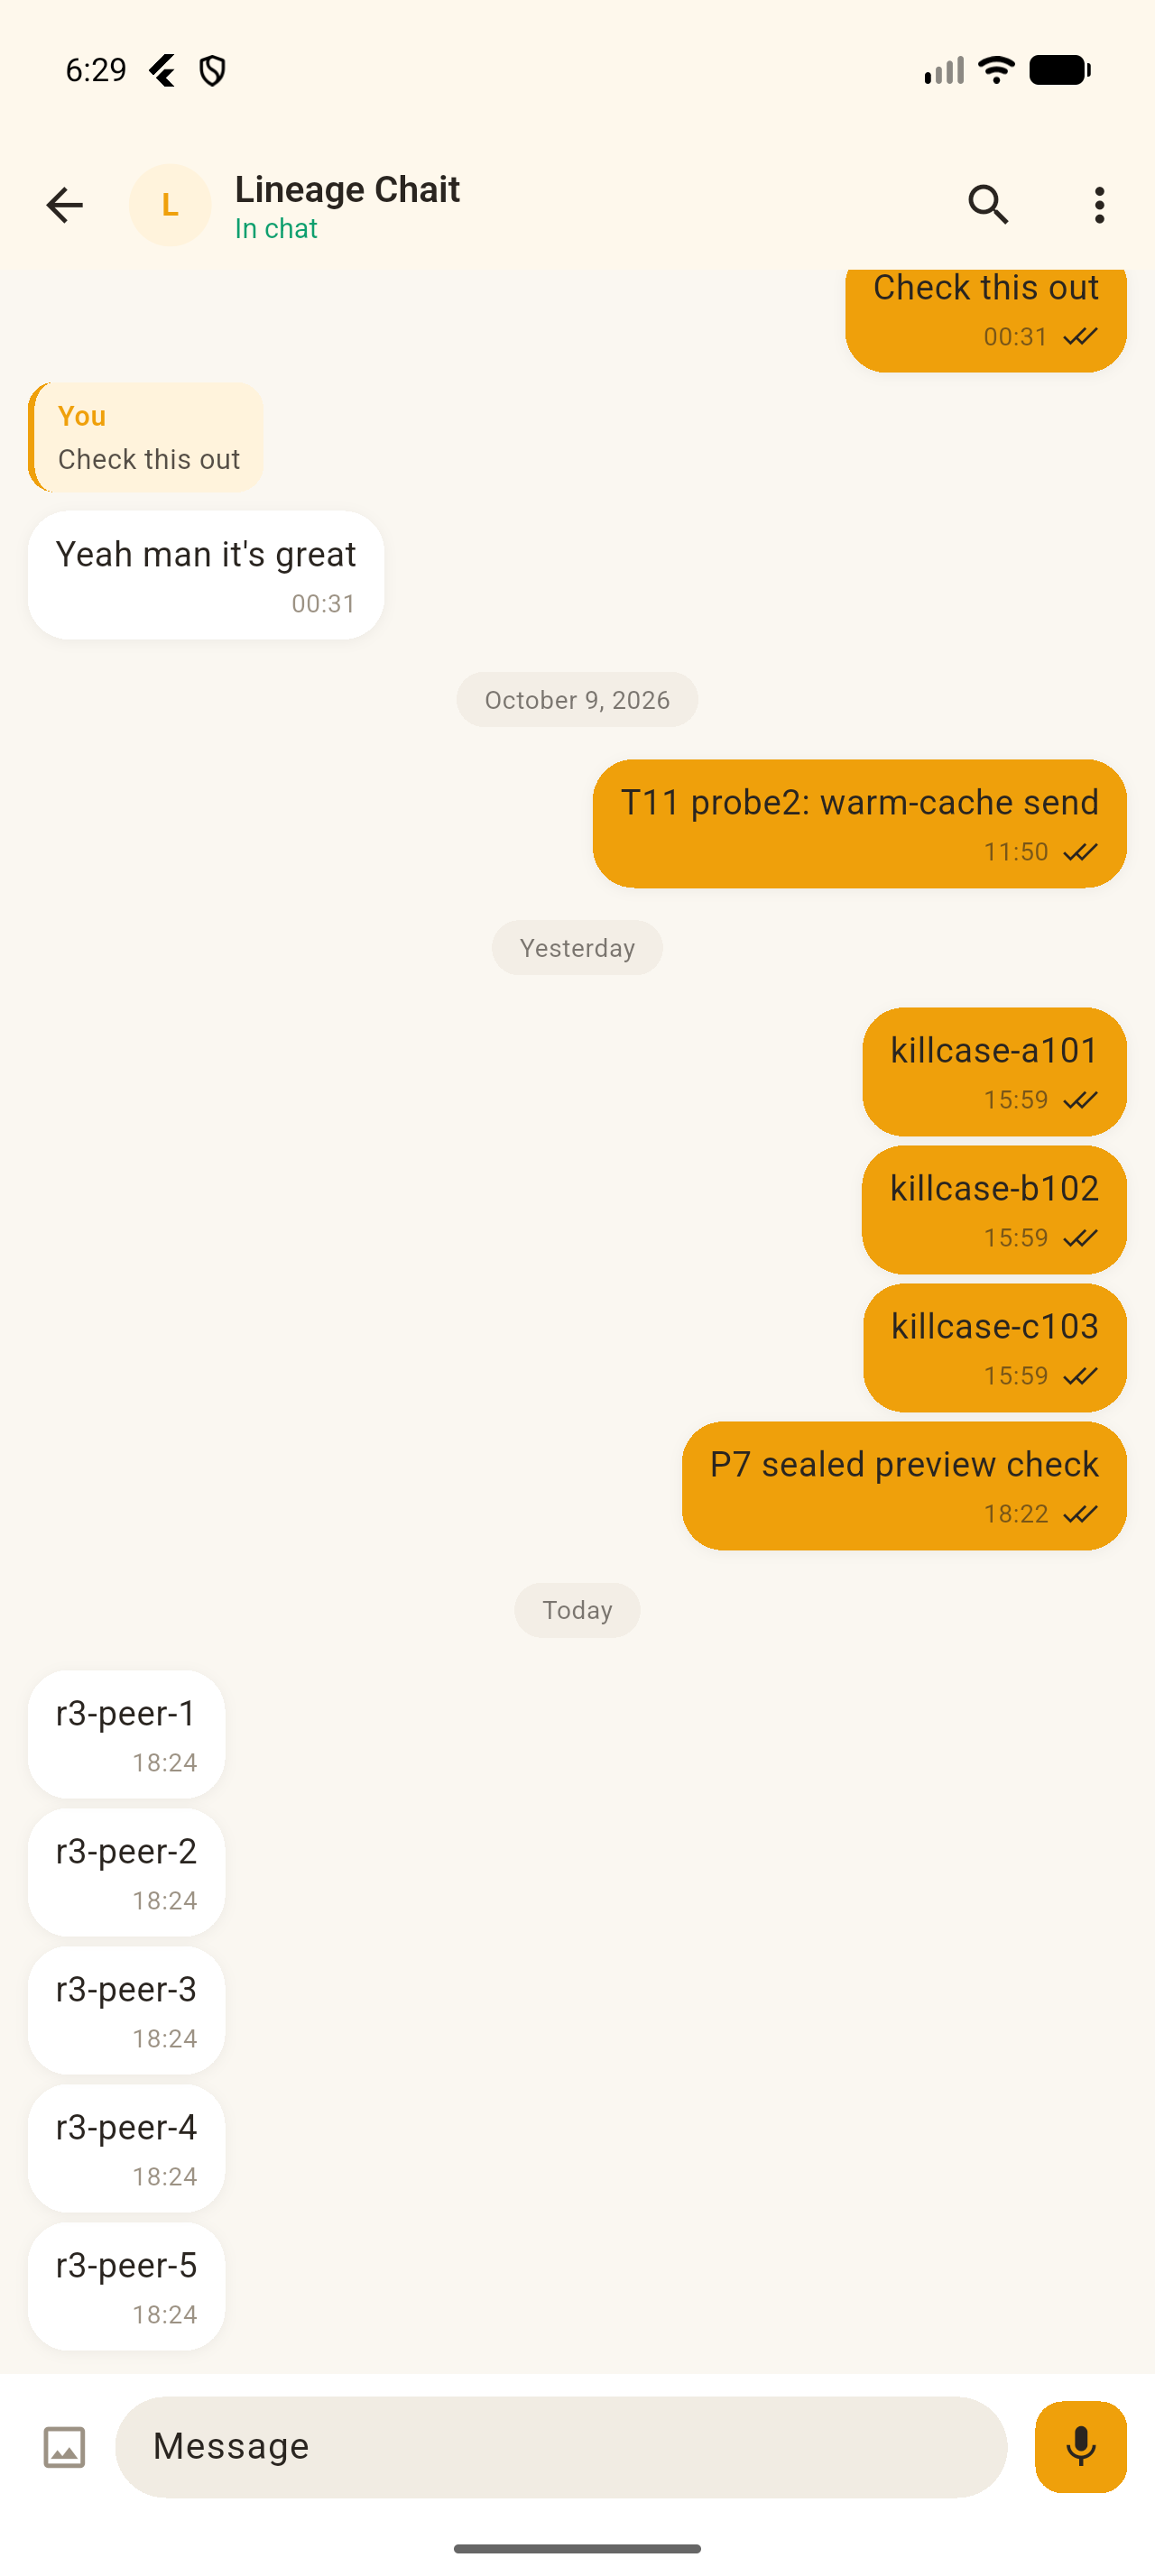 6:29
L
Lineage Chait
In chat
Check this out
00:31
You
Check this out
Yeah man it's great
00:31
October 9, 2026
T11 probe2: warm-cache send
11:50
Yesterday
killcase-a101
15:59
killcase-b102
15:59
killcase-c103
15:59
P7 sealed preview check
18:22
Today
r3-peer-1
18:24
r3-peer-2
18:24
r3-peer-3
18:24
r3-peer-4
18:24
r3-peer-5
18:24
Message